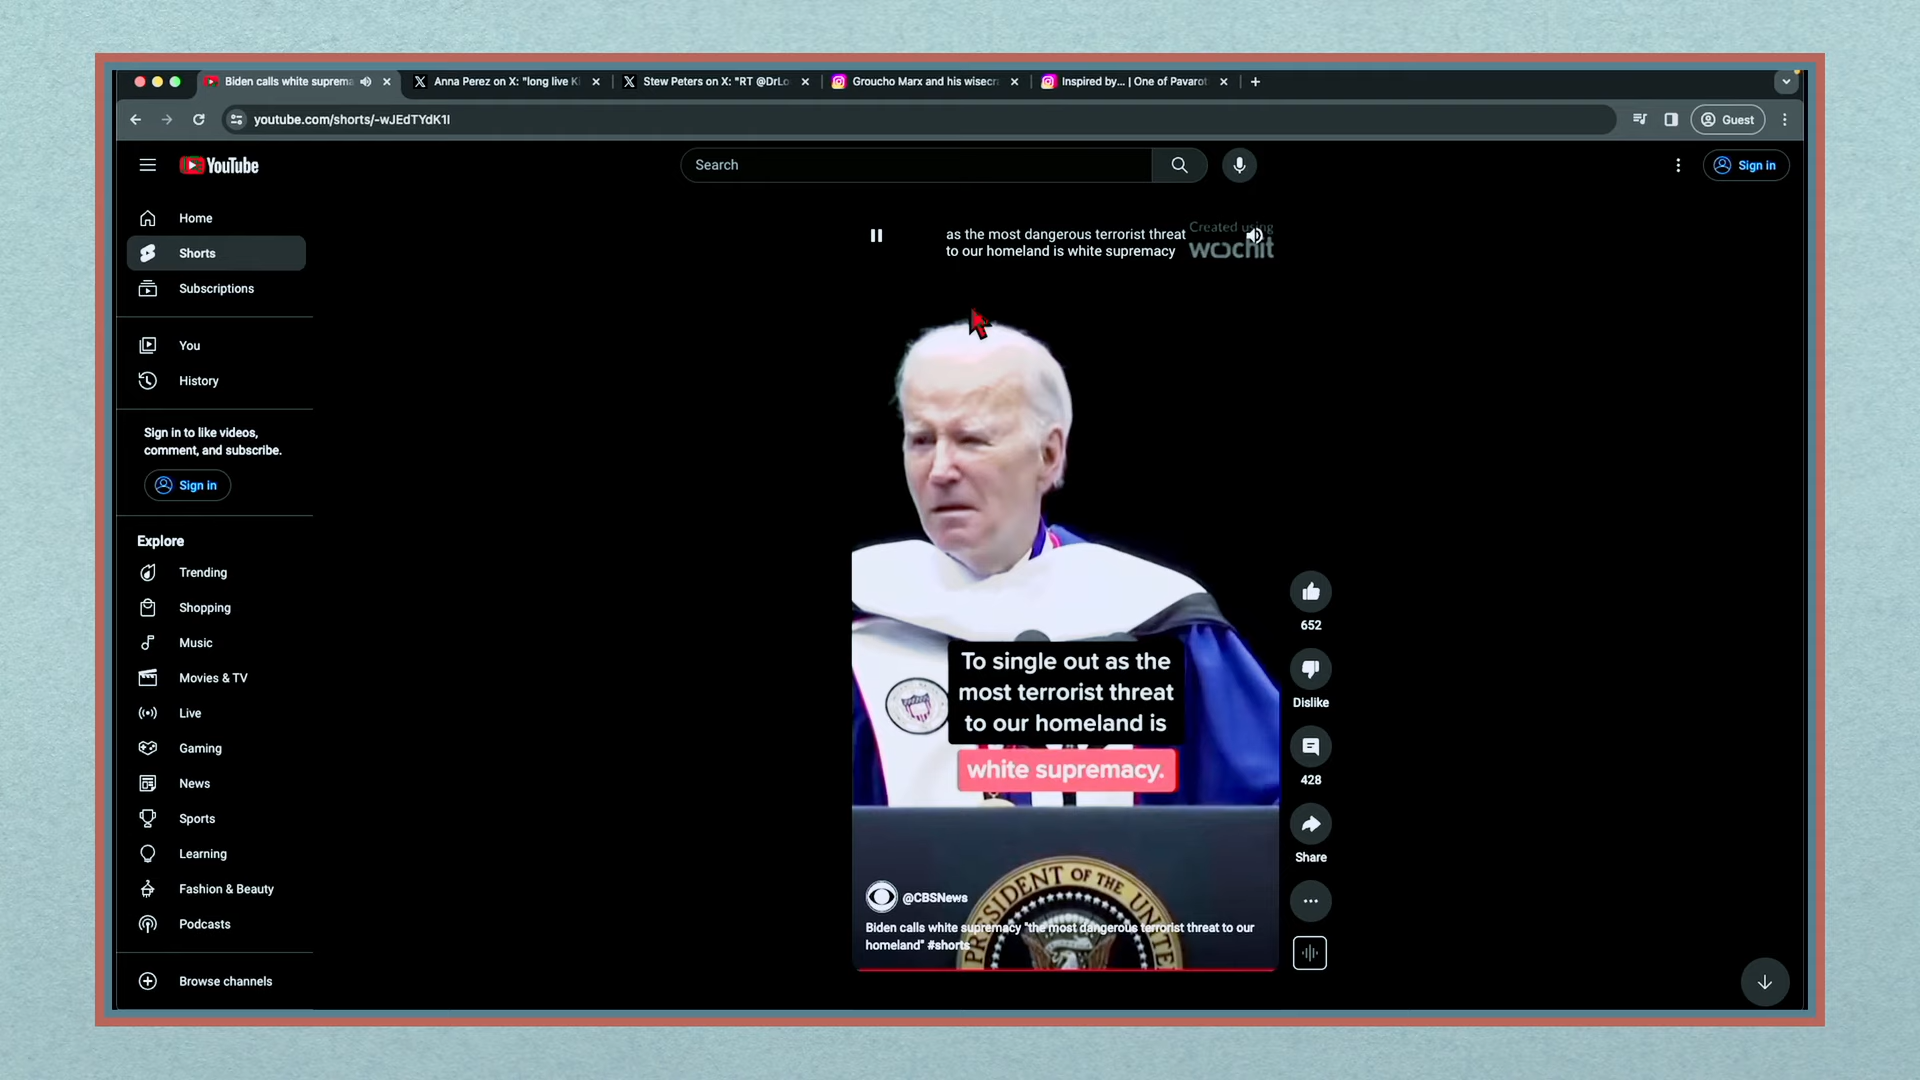 Biden calls white suprema
Anna Perez on X: "long live Ki
Stew Peters on X: "RT @DrLo
Groucho Marx and his wisecr
Inspired by... | One of Pavarot
youtube.com/shorts/-wJEdTYdK1I
Guest
YouTube
Search
Sign in
Home
Shorts
Subscriptions
You
History
Sign in to like videos,
comment, and subscribe.
Sign in
Explore
Trending
Shopping
Music
Movies & TV
Live
Gaming
News
Sports
Learning
Fashion & Beauty
Podcasts
Browse channels
as the most dangerous terrorist threat
to our homeland is white supremacy
Created using
wochit
To single out as the
most terrorist threat
to our homeland is
white supremacy.
PRESIDENT OF THE UNITED
@CBSNews
Biden calls white supremacy "the most dangerous terrorist threat to our
homeland" #shorts
652
Dislike
428
Share